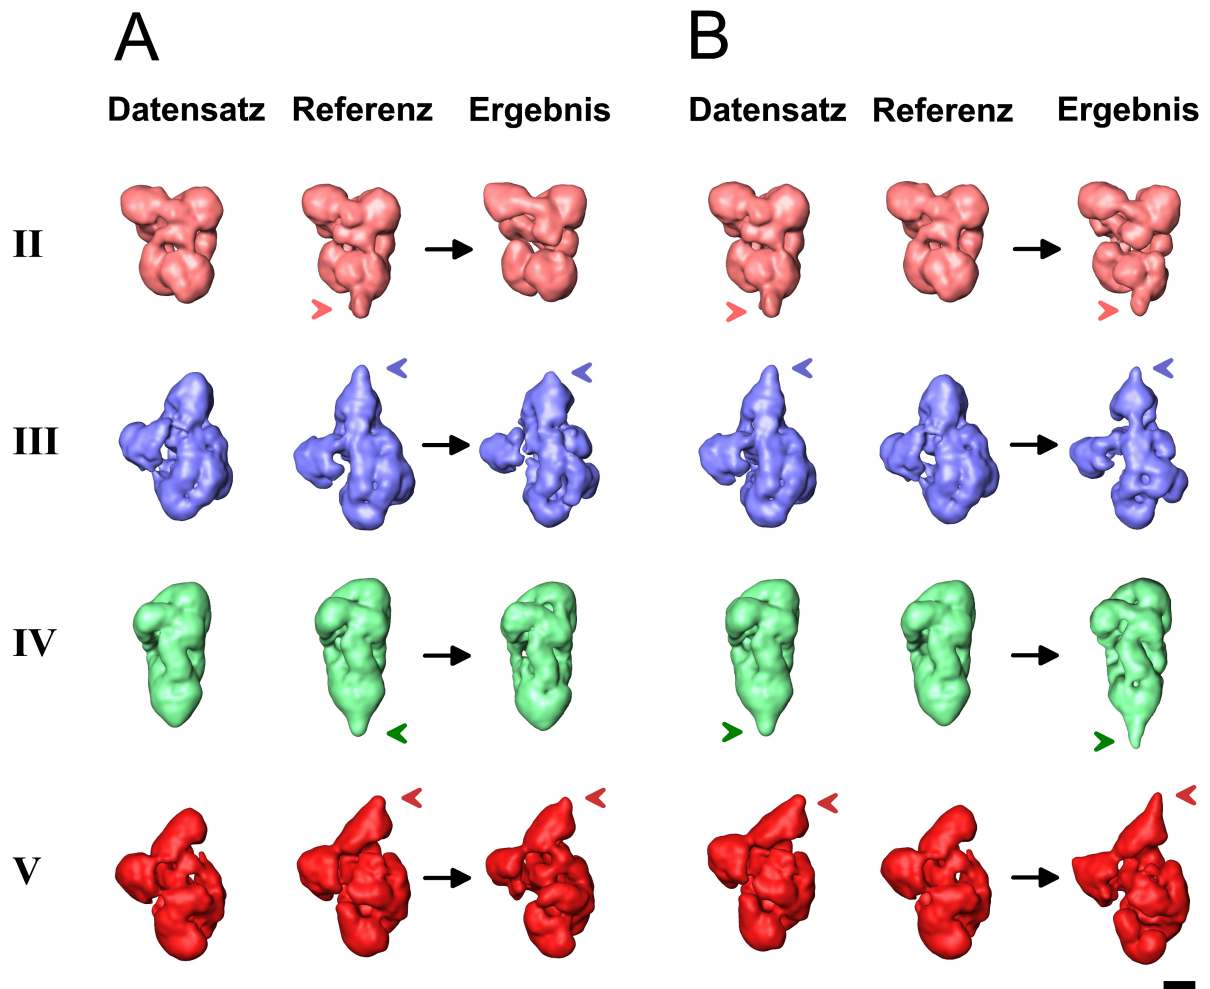 A B
Datensatz Referenz Ergebnis Datensatz Referenz Ergebnis
II
III
IV
V